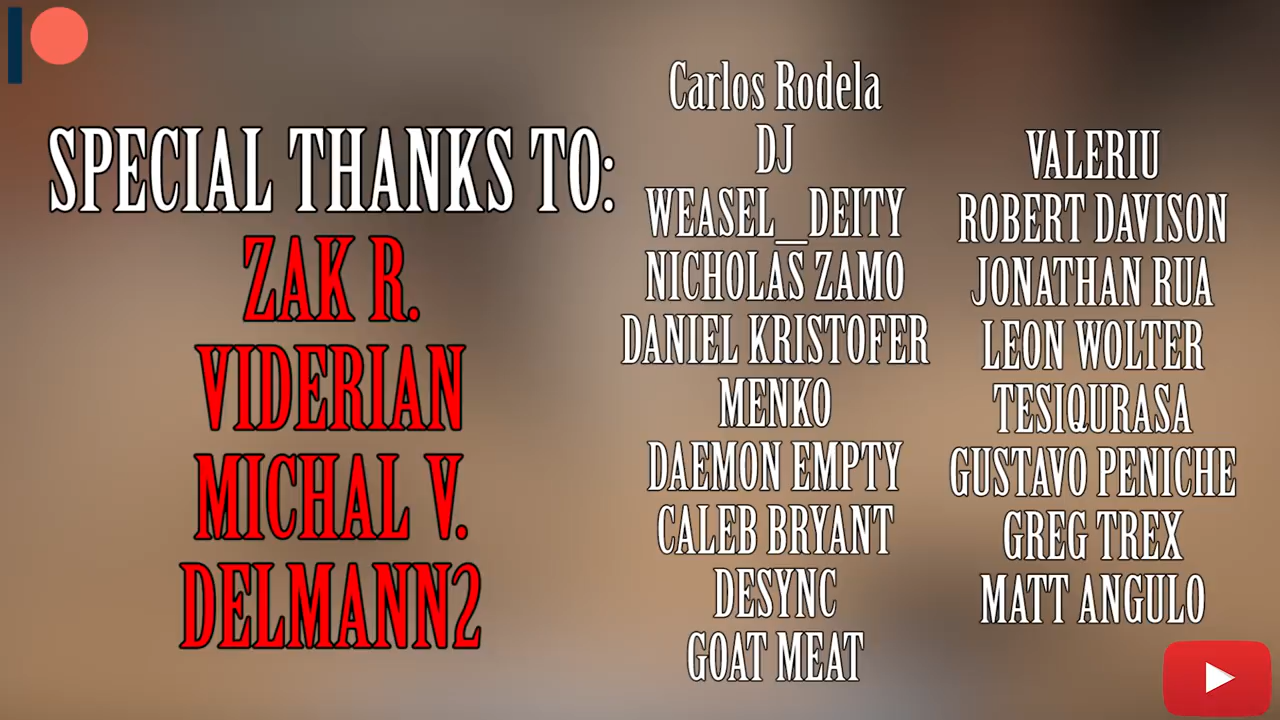 SPECIAL THANKS TO:
ZAK R.
VIDERIAN
MICHAL V.
DELMANN2
Carlos Rodela
DJ
WEASEL_DEITY
NICHOLAS ZAMO
DANIEL KRISTOFER
MENKO
DAEMON EMPTY
CALEB BRYANT
DESYNC
GOAT MEAT
VALERIU
ROBERT DAVISON
JONATHAN RUA
LEON WOLTER
TESIQURASA
GUSTAVO PENICHE
GREG TREX
MATT ANGULO